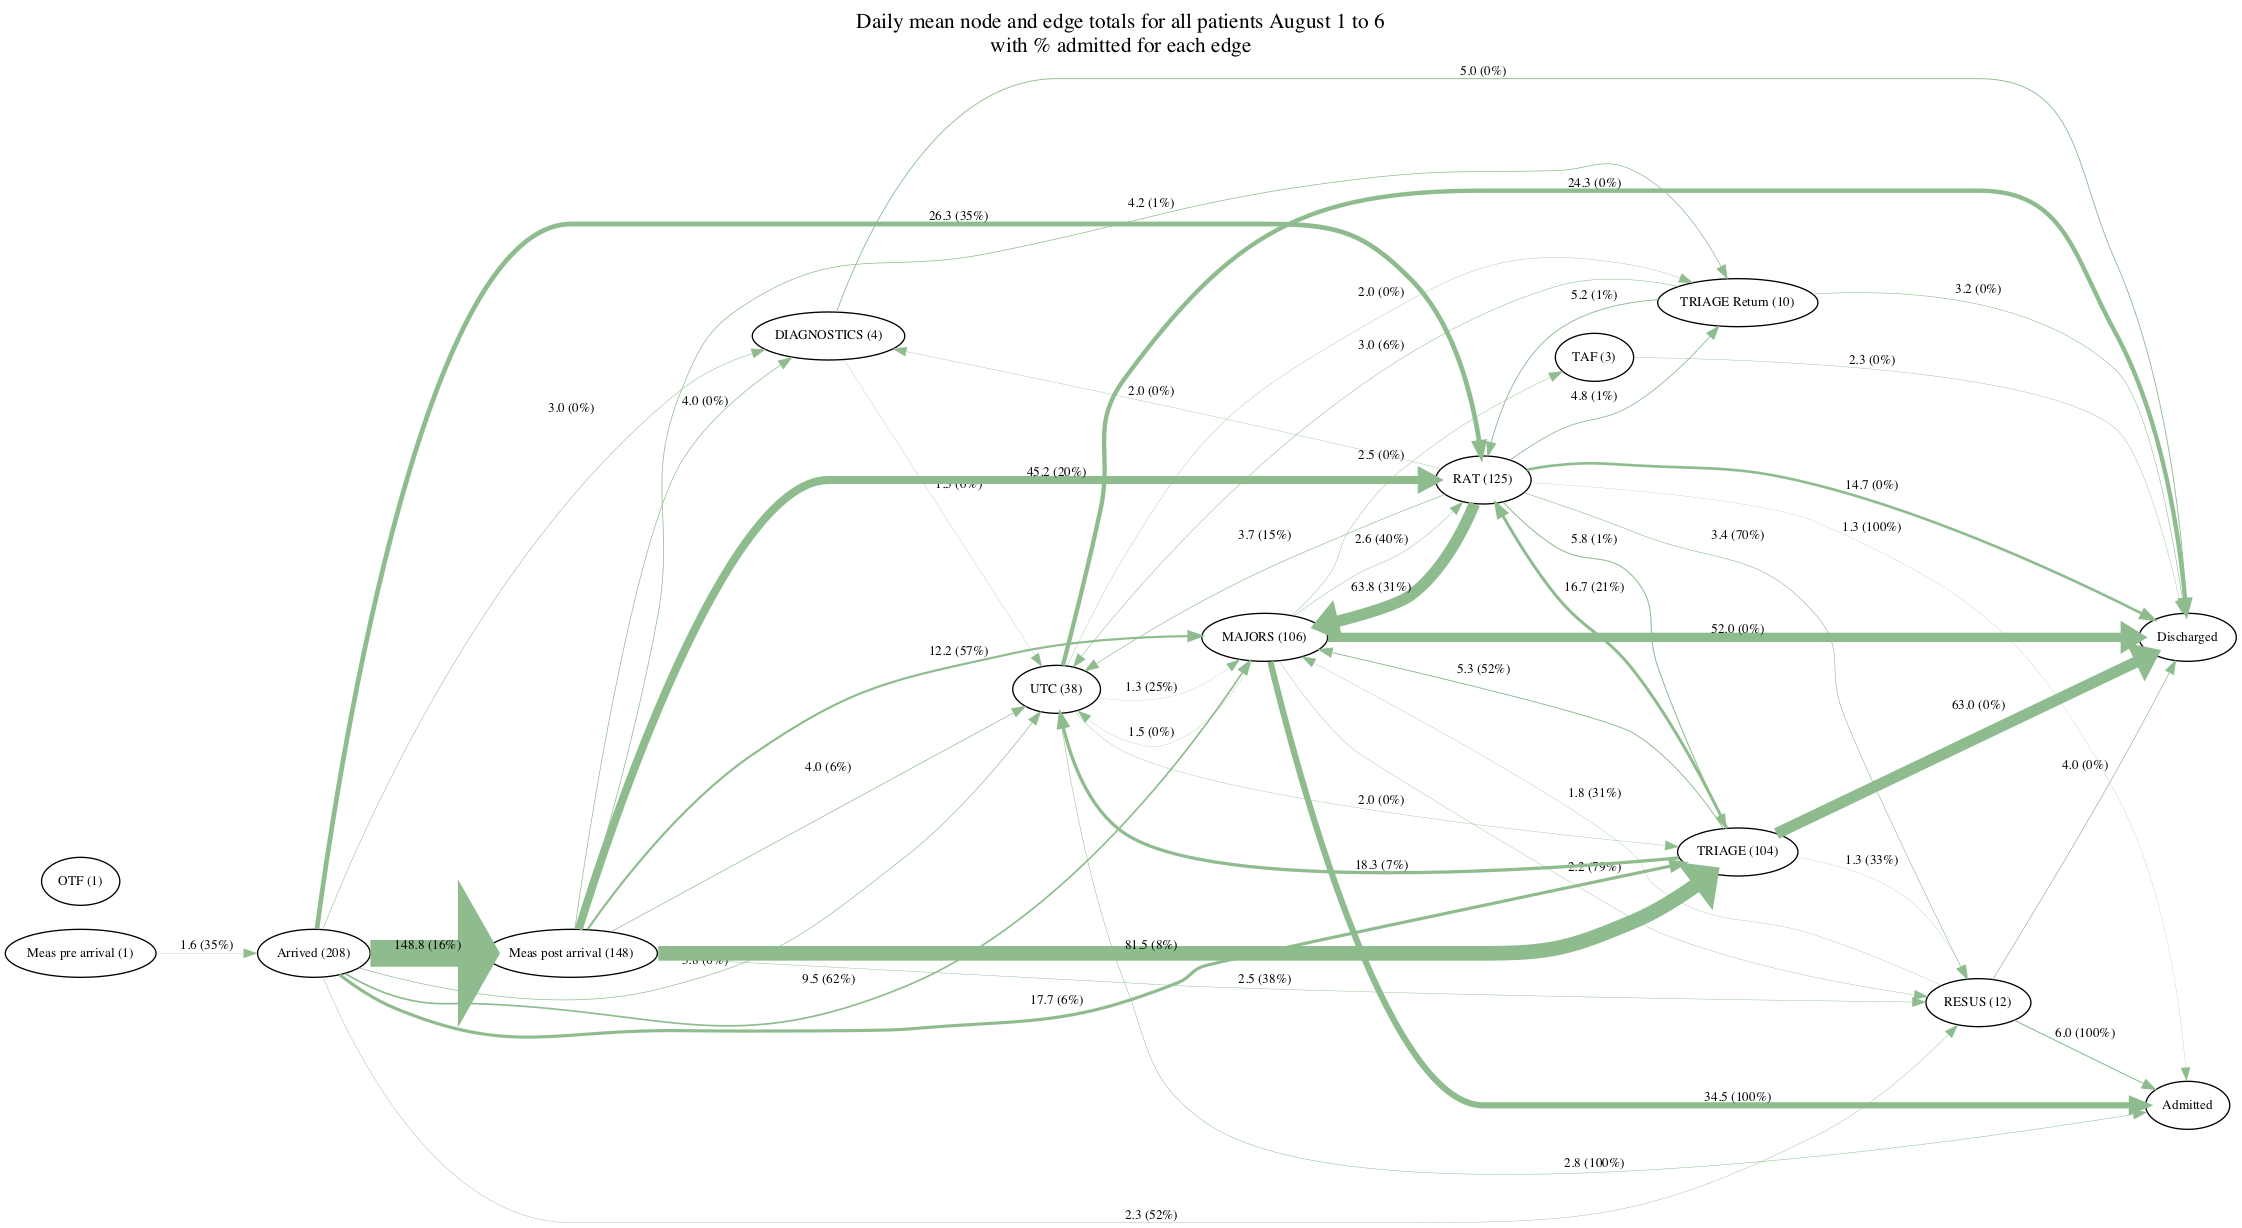 Daily mean node and edge totals for all patients August 1 to 6
with % admitted for each edge
5.0 (0%)
24.3 (0%)
4.2 (1%)
26.3 (35%)
2.0 (0%)
5.2 (1%)
TRIAGE Return (10)
3.2 (0%)
DIAGNOSTICS (4)
3.0 (6%)
TAF (3)
2.3 (0%)
2.0 (0%)
4.8 (1%)
4.0 (0%)
3.0 (0%)
2.5 (0%)
45.2 (20%)
RAT (125)
14.7 (0%)
1.3 (100%)
3.7 (15%)
2.6 (40%)
5.8 (1%)
3.4 (70%)
63.8 (31%)
16.7 (21%)
MAJORS (106)
52.0 (0%)
Discharged
12.2 (57%)
5.3 (52%)
UTC (38)
1.3 (25%)
63.0 (0%)
1.5 (0%)
4.0 (6%)
4.0 (0%)
2.0 (0%)
1.8 (31%)
TRIAGE (104)
18.3 (7%)
2.2 (79%)
1.3 (33%)
OTF (1)
Meas pre arrival (1)
1.6 (35%)
Arrived (208)
148.8 (16%)
Meas post arrival (148)
81.5 (8%)
9.5 (62%)
2.5 (38%)
17.7 (6%)
RESUS (12)
6.0 (100%)
34.5 (100%)
Admitted
2.8 (100%)
2.3 (52%)